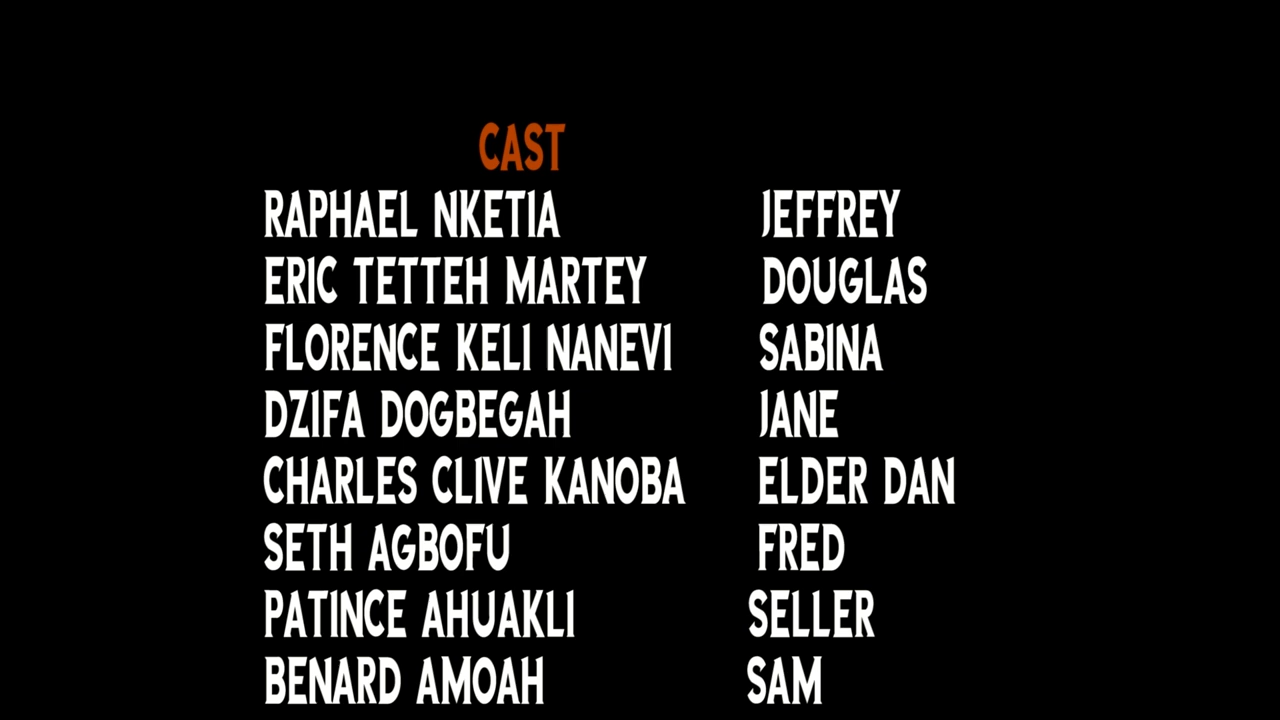 CAST
RAPHAEL NKETIA JEFFREY
ERIC TETTEH MARTEY DOUGLAS
FLORENCE KELI NANEVI SABINA
DZIFA DOGBEGAH JANE
CHARLES CLIVE KANOBA ELDER DAN
SETH AGBOFU FRED
PATINCE AHUAKLI SELLER
BENARD AMOAH SAM